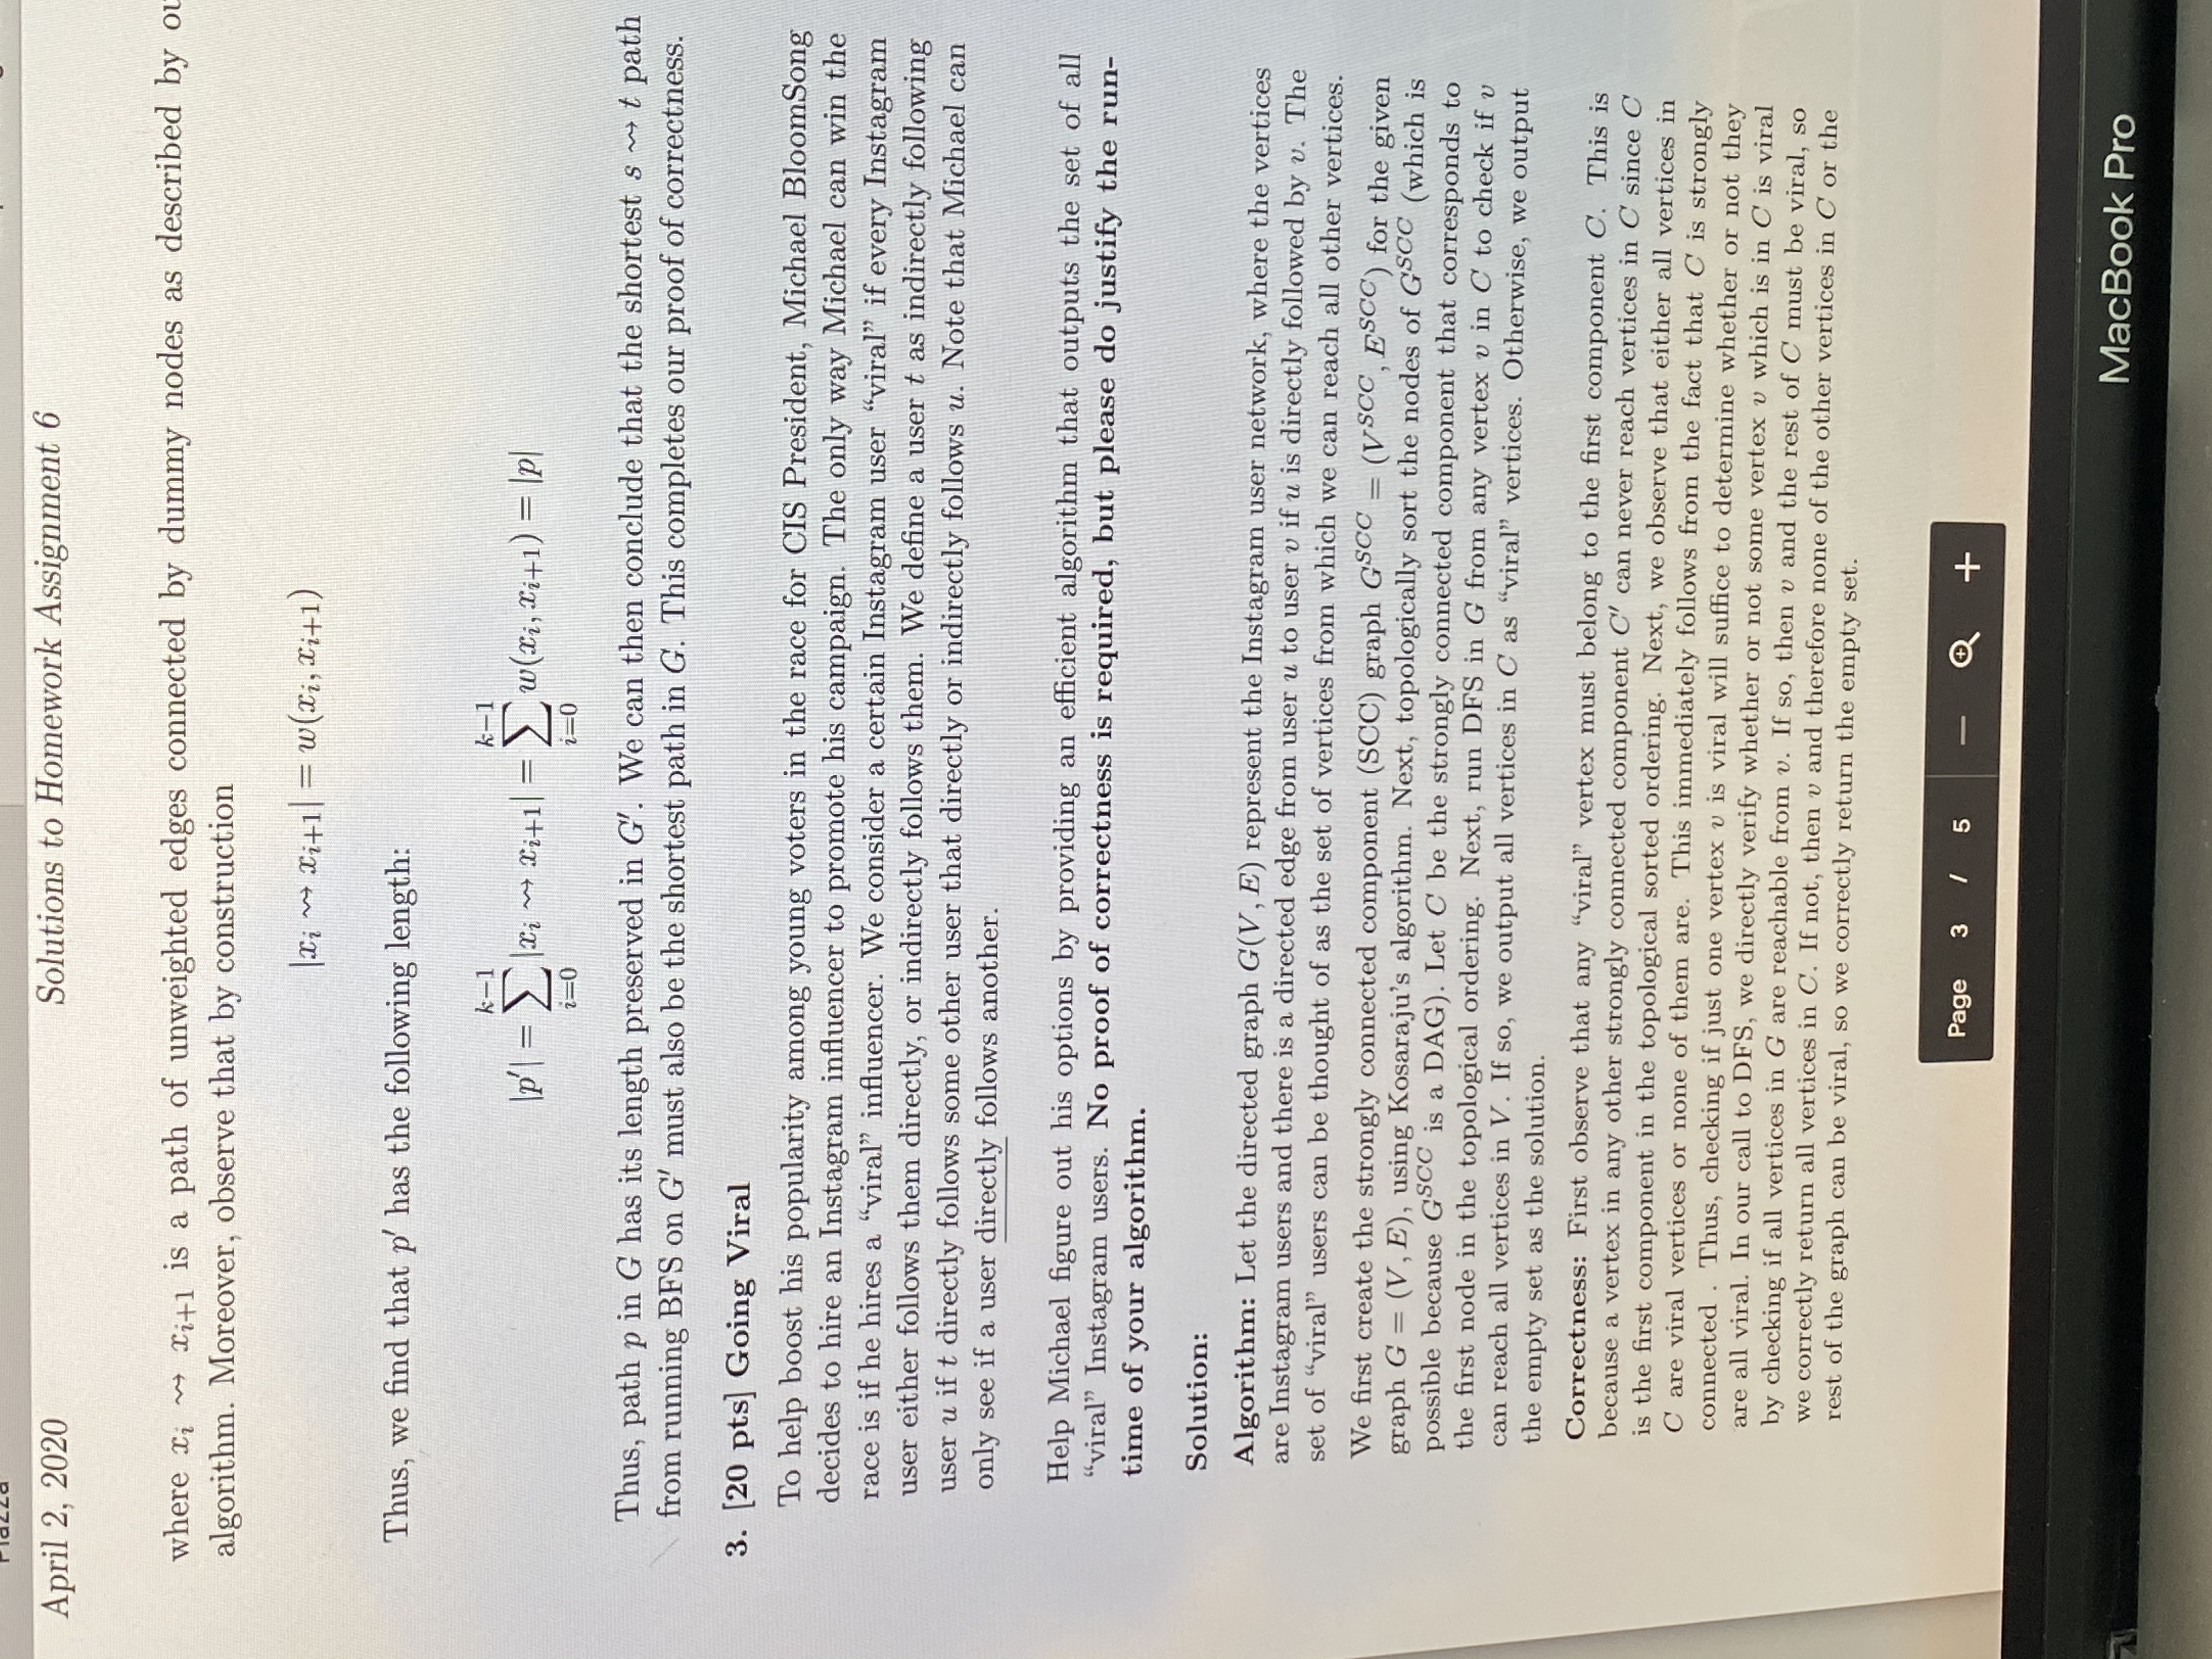 Piazza
April 2, 2020 Solutions to Homework Assignment 6
where x_i ⇝ x_{i+1} is a path of unweighted edges connected by dummy nodes as described by
algorithm. Moreover, observe that by construction
|x_i ⇝ x_{i+1}| = w(x_i, x_{i+1})
Thus, we find that p′ has the following length:
|p′| = ∑_{i=0}^{k−1} |x_i ⇝ x_{i+1}| = ∑_{i=0}^{k−1} w(x_i, x_{i+1}) = |p|
Thus, path p in G has its length preserved in G′. We can then conclude that the shortest s ⇝ t path
from running BFS on G′ must also be the shortest path in G. This completes our proof of correctness.
3. [20 pts] Going Viral
To help boost his popularity among young voters in the race for CIS President, Michael BloomSong
decides to hire an Instagram influencer to promote his campaign. The only way Michael can win the
race is if he hires a “viral” influencer. We consider a certain Instagram user “viral” if every Instagram
user either follows them directly, or indirectly follows them. We define a user t as indirectly following
user u if t directly follows some other user that directly or indirectly follows u. Note that Michael can
only see if a user directly follows another.
Help Michael figure out his options by providing an efficient algorithm that outputs the set of all
“viral” Instagram users. No proof of correctness is required, but please do justify the run-
time of your algorithm.
Solution:
Algorithm: Let the directed graph G(V, E) represent the Instagram user network, where the vertices
are Instagram users and there is a directed edge from user u to user v if u is directly followed by v. The
set of “viral” users can be thought of as the set of vertices from which we can reach all other vertices.
We first create the strongly connected component (SCC) graph G^{SCC} = (V^{SCC}, E^{SCC}) for the given
graph G = (V, E), using Kosaraju’s algorithm. Next, topologically sort the nodes of G^{SCC} (which is
possible because G^{SCC} is a DAG). Let C be the strongly connected component that corresponds to
the first node in the topological ordering. Next, run DFS in G from any vertex v in C to check if v
can reach all vertices in V. If so, we output all vertices in C as “viral” vertices. Otherwise, we output
the empty set as the solution.
Correctness: First observe that any “viral” vertex must belong to the first component C. This is
because a vertex in any other strongly connected component C′ can never reach vertices in C since C
is the first component in the topological sorted ordering. Next, we observe that either all vertices in
C are viral vertices or none of them are. This immediately follows from the fact that C is strongly
connected . Thus, checking if just one vertex v is viral will suffice to determine whether or not they
are all viral. In our call to DFS, we directly verify whether or not some vertex v which is in C is viral
by checking if all vertices in G are reachable from v. If so, then v and the rest of C must be viral, so
we correctly return all vertices in C. If not, then v and therefore none of the other vertices in C or the
rest of the graph can be viral, so we correctly return the empty set.
Page 3 / 5
MacBook Pro